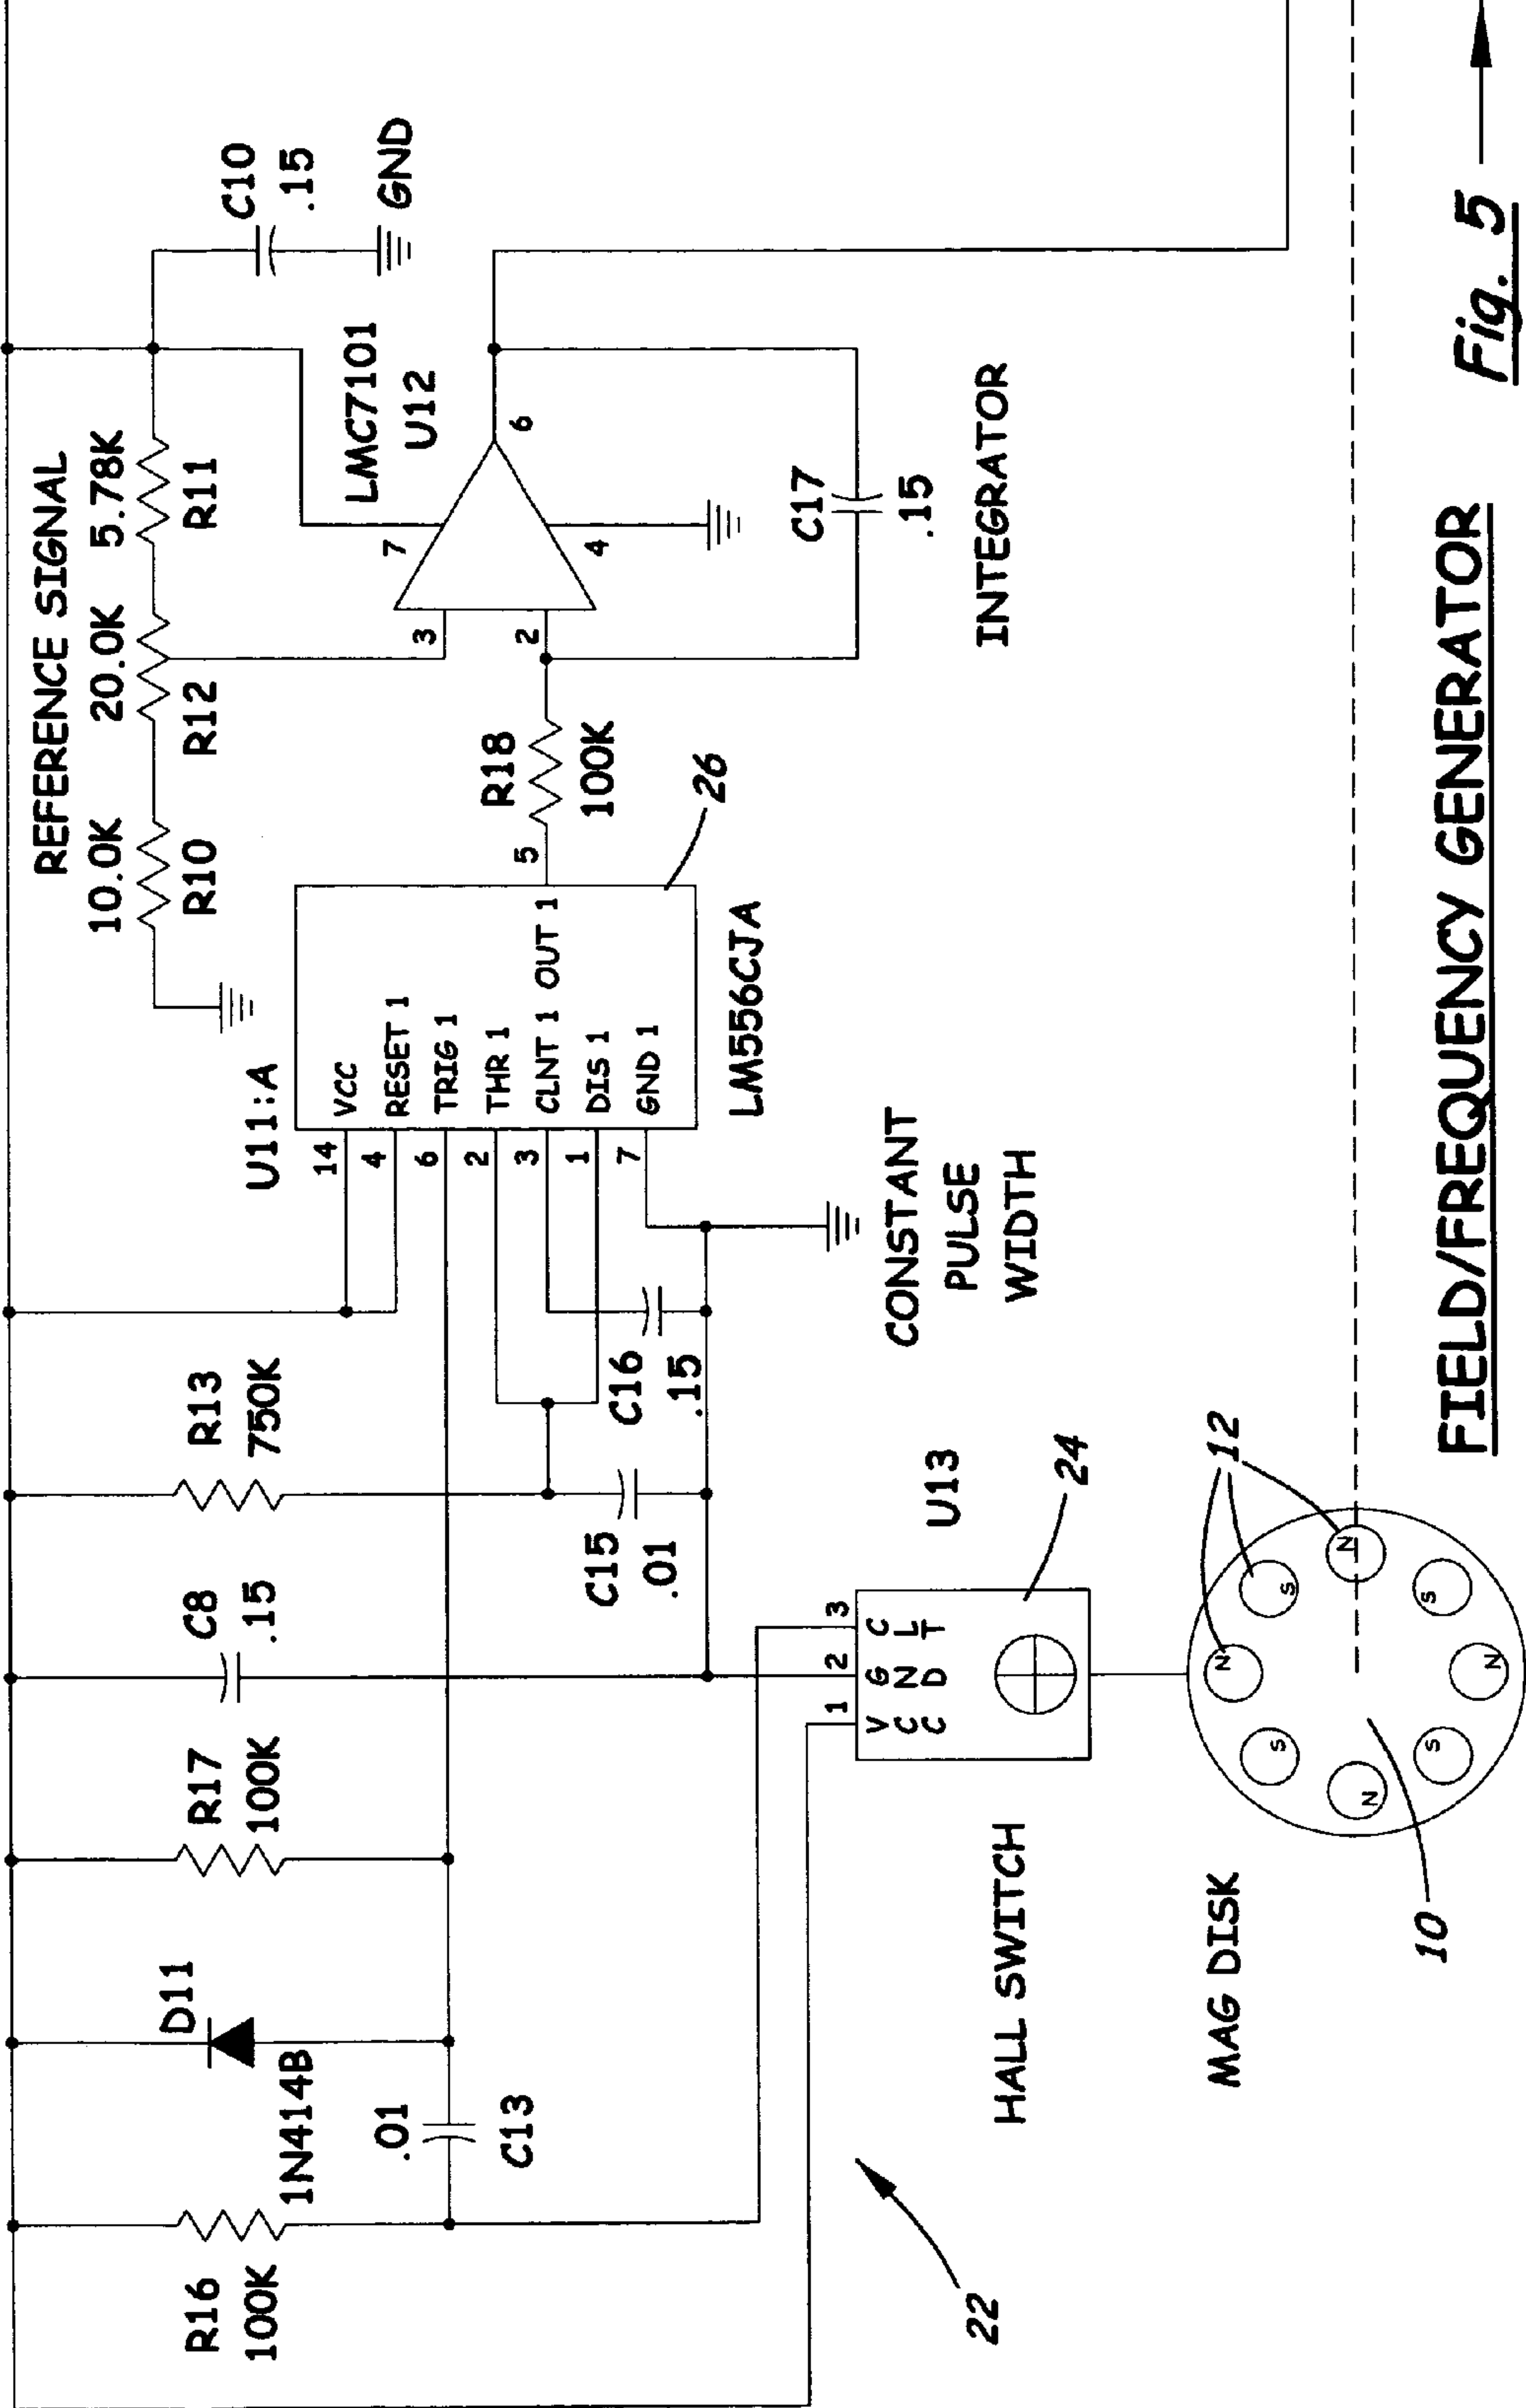 REFERENCE SIGNAL
10.0K
20.0K
5.78K
R10
R12
R11
C10
.15
GND
R16
100K
D11
1N414B
.01
C13
R17
100K
C8
.15
R13
750K
C15
.01
C16
.15
U11:A
14
4
6
2
3
1
7
VCC
RESET 1
TRIG 1
THR 1
CLNT 1
DIS 1
GND 1
OUT 1
5
LM556CJA
26
R18
100K
LMC7101
U12
3
2
7
4
6
C17
.15
INTEGRATOR
CONSTANT
PULSE
WIDTH
U13
1
2
3
VCC
GND
CLT
24
HALL SWITCH
22
MAG DISK
12
N
S
N
S
N
S
N
S
10
FIELD/FREQUENCY GENERATOR
Fig. 5